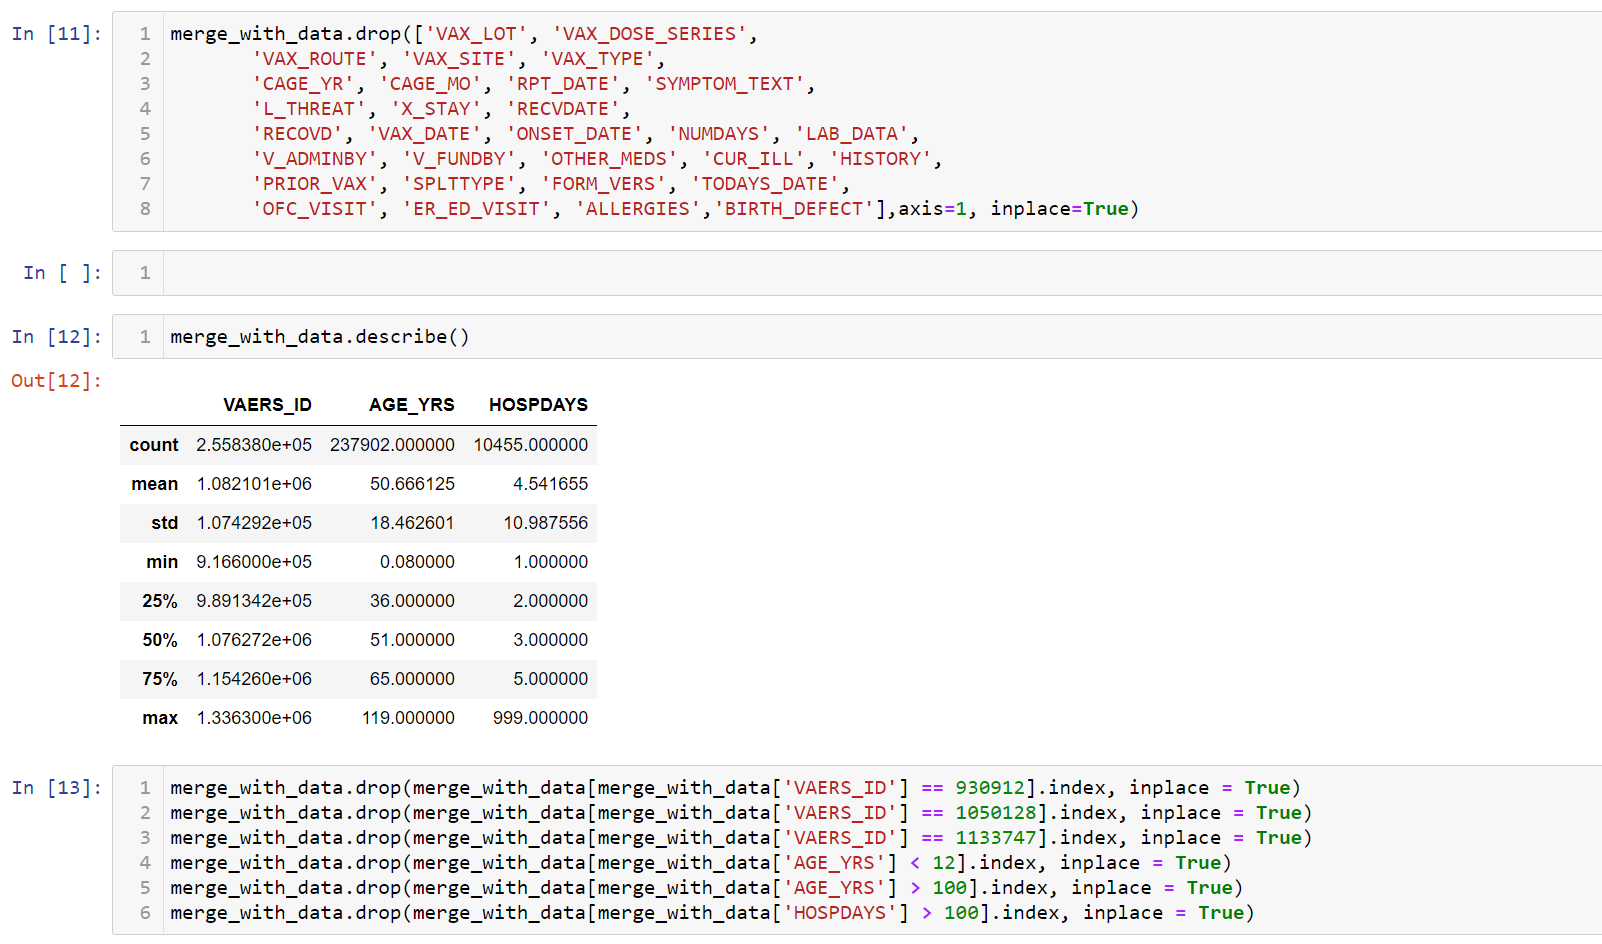 In [11]:
1 merge_with_data.drop(['VAX_LOT', 'VAX_DOSE_SERIES',
2 'VAX_ROUTE', 'VAX_SITE', 'VAX_TYPE',
3 'CAGE_YR', 'CAGE_MO', 'RPT_DATE', 'SYMPTOM_TEXT',
4 'L_THREAT', 'X_STAY', 'RECVDATE',
5 'RECOVD', 'VAX_DATE', 'ONSET_DATE', 'NUMDAYS', 'LAB_DATA',
6 'V_ADMINBY', 'V_FUNDBY', 'OTHER_MEDS', 'CUR_ILL', 'HISTORY',
7 'PRIOR_VAX', 'SPLTTYPE', 'FORM_VERS', 'TODAYS_DATE',
8 'OFC_VISIT', 'ER_ED_VISIT', 'ALLERGIES','BIRTH_DEFECT'],axis=1, inplace=True)
In [ ]:
1
In [12]:
1 merge_with_data.describe()
Out[12]:
VAERS_ID AGE_YRS HOSPDAYS
count 2.558380e+05 237902.000000 10455.000000
mean 1.082101e+06 50.666125 4.541655
std 1.074292e+05 18.462601 10.987556
min 9.166000e+05 0.080000 1.000000
25% 9.891342e+05 36.000000 2.000000
50% 1.076272e+06 51.000000 3.000000
75% 1.154260e+06 65.000000 5.000000
max 1.336300e+06 119.000000 999.000000
In [13]:
1 merge_with_data.drop(merge_with_data[merge_with_data['VAERS_ID'] == 930912].index, inplace = True)
2 merge_with_data.drop(merge_with_data[merge_with_data['VAERS_ID'] == 1050128].index, inplace = True)
3 merge_with_data.drop(merge_with_data[merge_with_data['VAERS_ID'] == 1133747].index, inplace = True)
4 merge_with_data.drop(merge_with_data[merge_with_data['AGE_YRS'] < 12].index, inplace = True)
5 merge_with_data.drop(merge_with_data[merge_with_data['AGE_YRS'] > 100].index, inplace = True)
6 merge_with_data.drop(merge_with_data[merge_with_data['HOSPDAYS'] > 100].index, inplace = True)